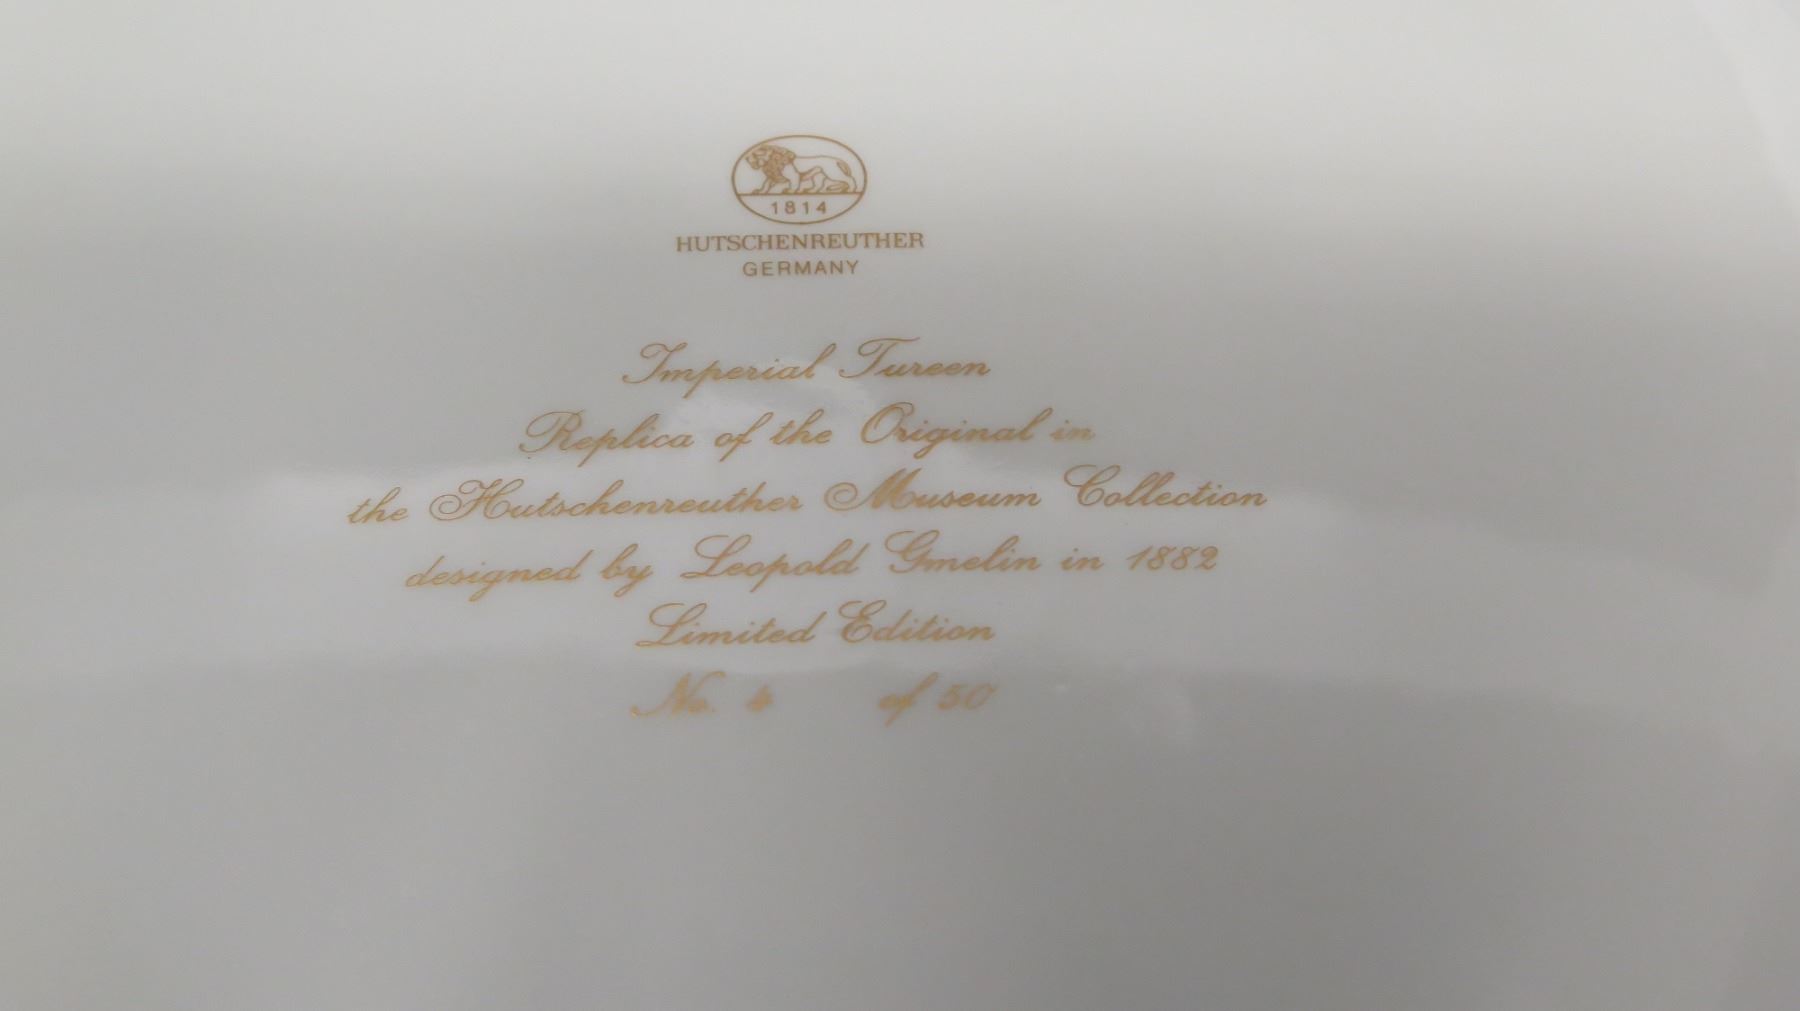 1814
HUTSCHENREUTHER
GERMANY
Imperial Tureen
Replica of the Original in
the Hutschenreuther Museum Collection
designed by Leopold Gmelin in 1882
Limited Edition
No. 4 of 50